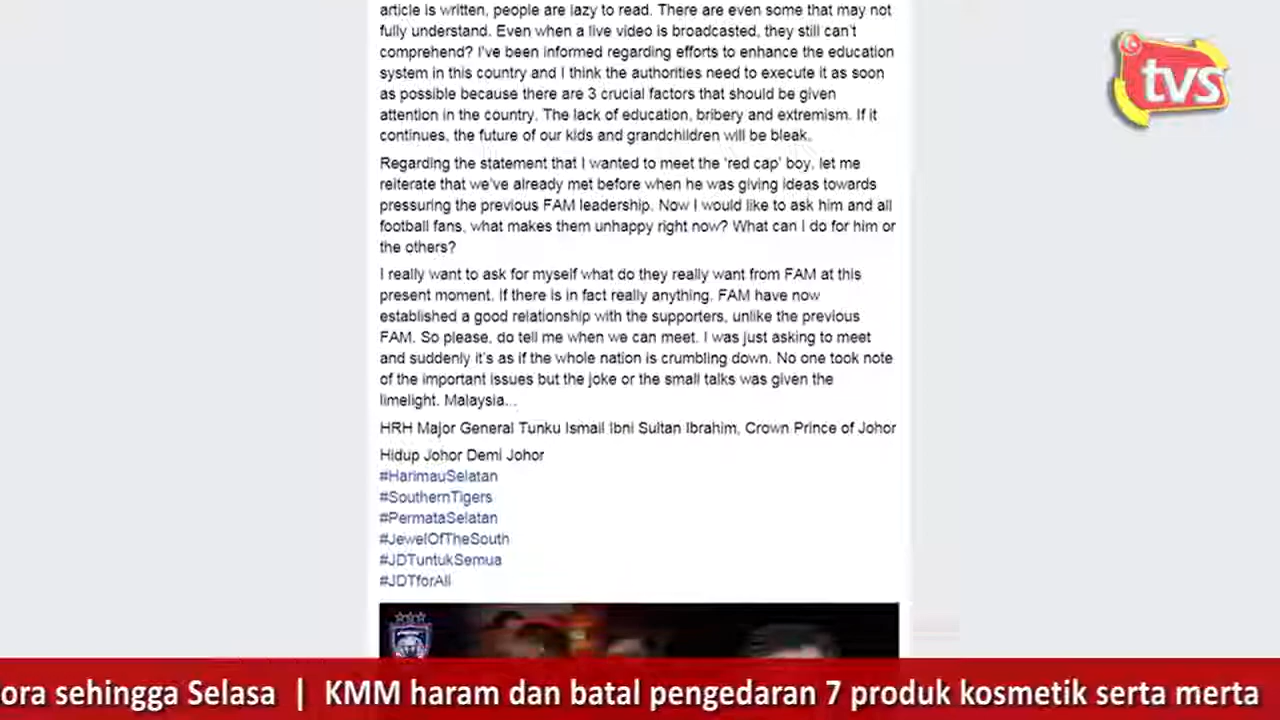 article is written, people are lazy to read. There are even some that may not
fully understand. Even when a live video is broadcasted, they still can't
comprehend? I've been informed regarding efforts to enhance the education
system in this country and I think the authorities need to execute it as soon
as possible because there are 3 crucial factors that should be given
attention in the country. The lack of education, bribery and extremism. If it
continues, the future of our kids and grandchildren will be bleak.
Regarding the statement that I wanted to meet the 'red cap' boy, let me
reiterate that we've already met before when he was giving ideas towards
pressuring the previous FAM leadership. Now I would like to ask him and all
football fans, what makes them unhappy right now? What can I do for him or
the others?
I really want to ask for myself what do they really want from FAM at this
present moment. If there is in fact really anything. FAM have now
established a good relationship with the supporters, unlike the previous
FAM. So please, do tell me when we can meet. I was just asking to meet
and suddenly it's as if the whole nation is crumbling down. No one took note
of the important issues but the joke or the small talks was given the
limelight. Malaysia...
HRH Major General Tunku Ismail Ibni Sultan Ibrahim, Crown Prince of Johor
Hidup Johor Demi Johor
#HarimauSelatan
#SouthernTigers
#PermataSelatan
#JewelOfTheSouth
#JDTuntukSemua
#JDTforAll
tvs
ora sehingga Selasa | KMM haram dan batal pengedaran 7 produk kosmetik serta merta